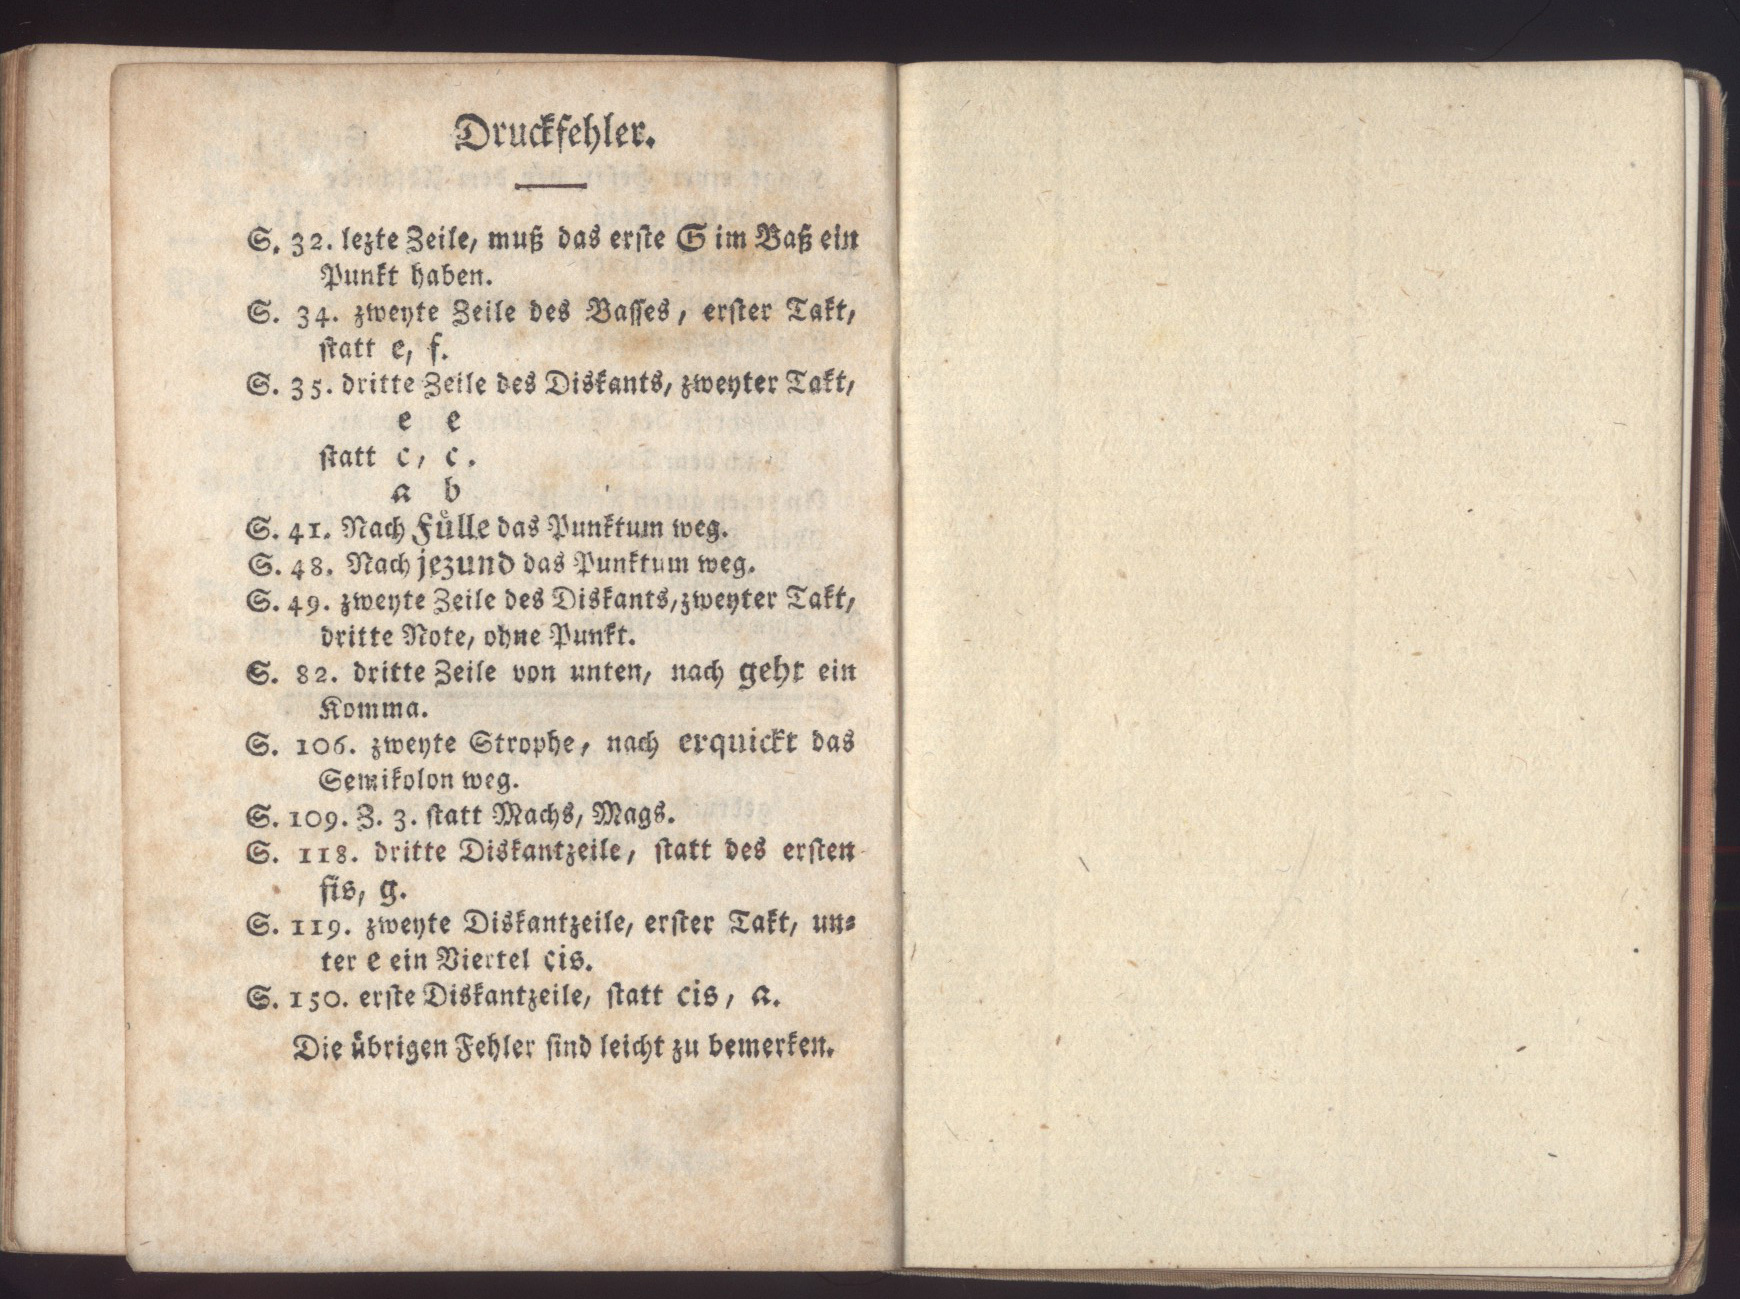 Druckfehler.
S. 32. lezte Zeile, muß das erste G im Baß ein
Punkt haben.
S. 34. zweyte Zeile des Basses, erster Takt,
statt e, f.
S. 35. dritte Zeile des Diskants, zweyter Takt,
e e
statt c, c.
a b
S. 41. Nach Fülle das Punktum weg.
S. 48. Nach jezund das Punktum weg.
S. 49. zweyte Zeile des Diskants, zweyter Takt,
dritte Note, ohne Punkt.
S. 82. dritte Zeile von unten, nach geht ein
Komma.
S. 106. zweyte Strophe, nach erquickt das
Semikolon weg.
S. 109. Z. 3. statt Machs, Mags.
S. 118. dritte Diskantzeile, statt des ersten
fis, g.
S. 119. zweyte Diskantzeile, erster Takt, un-
ter e ein Viertel cis.
S. 150. erste Diskantzeile, statt cis, a.
Die übrigen Fehler sind leicht zu bemerken.